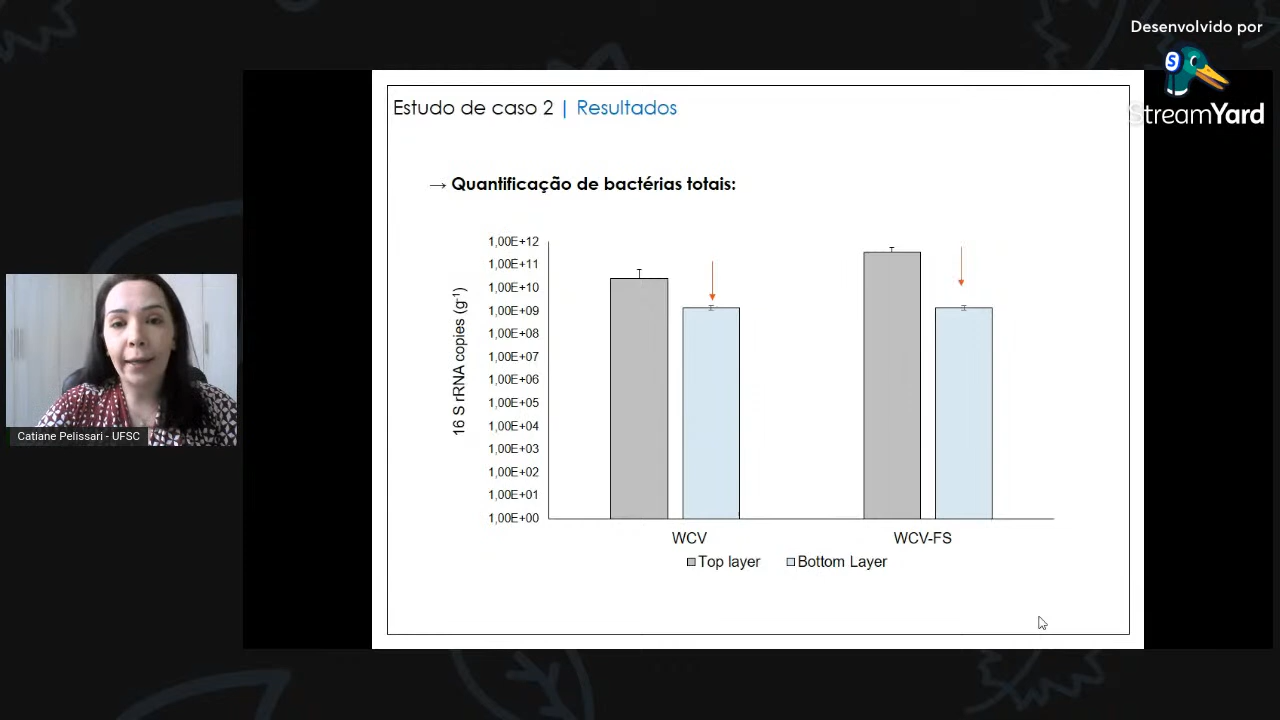 Desenvolvido por
StreamYard
Estudo de caso 2 | Resultados
→ Quantificação de bactérias totais:
16 S rRNA copies (g⁻¹)
1,00E+12
1,00E+11
1,00E+10
1,00E+09
1,00E+08
1,00E+07
1,00E+06
1,00E+05
1,00E+04
1,00E+03
1,00E+02
1,00E+01
1,00E+00
WCV
WCV-FS
Top layer
Bottom Layer
Catiane Pelissari - UFSC